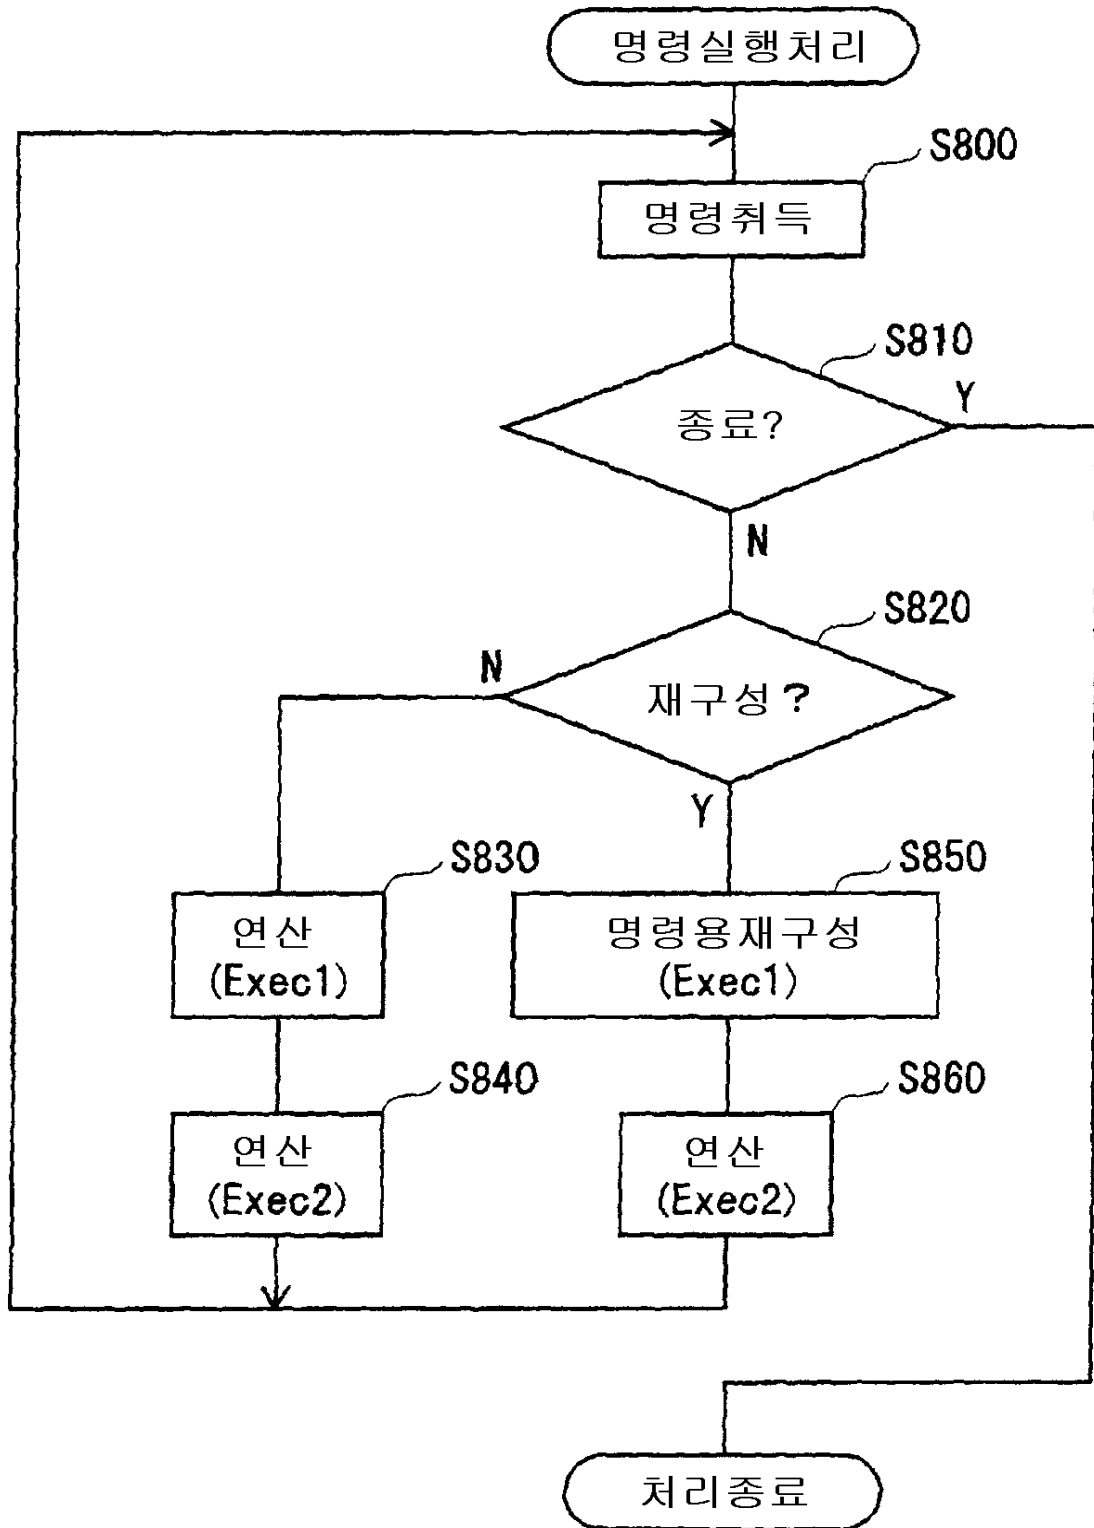 명령실행처리
S800
명령취득
S810
Y
종료?
N
S820
N
재구성?
Y
S830
S850
연산
(Exec1)
명령용재구성
(Exec1)
S840
S860
연산
(Exec2)
연산
(Exec2)
처리종료